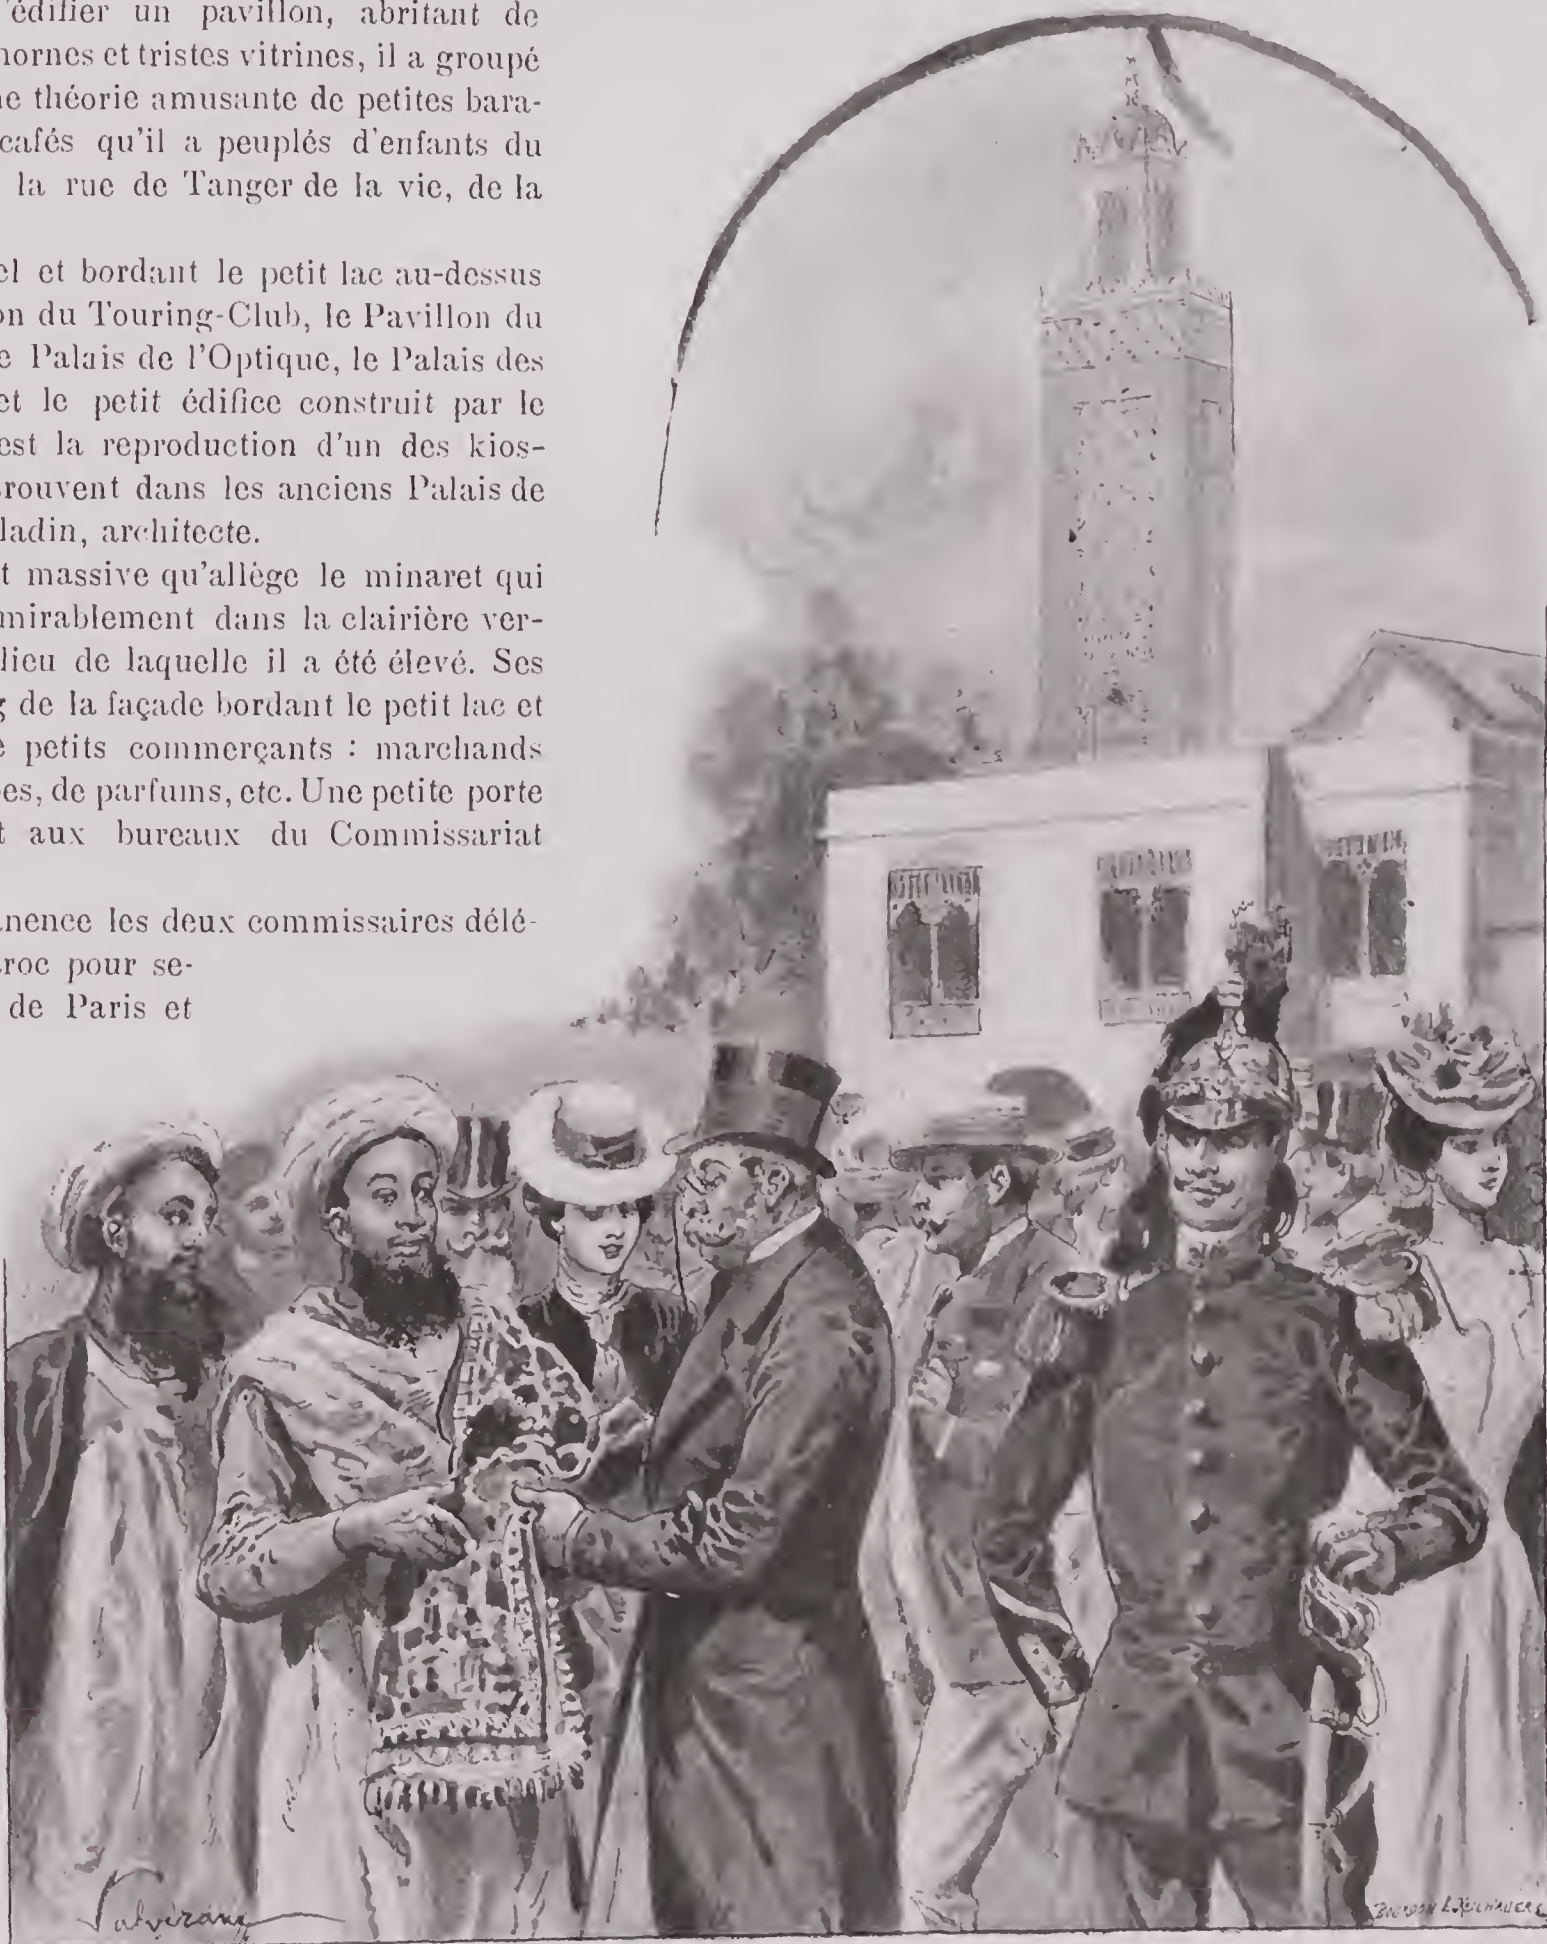 édifier un pavillon, abritant de
nornes et tristes vitrines, il a groupé
ne théorie amusante de petites bara-
cafés qu'il a peuplés d'enfants du
la rue de Tanger de la vie, de la
el et bordant le petit lac au-dessus
on du Touring-Club, le Pavillon du
e Palais de l'Optique, le Palais des
et le petit édifice construit par le
est la reproduction d'un des kios-
rouvent dans les anciens Palais de
ladin, architecte.
t massive qu'allège le minaret qui
mirablement dans la clairière ver-
lieu de laquelle il a été élevé. Ses
g de la façade bordant le petit lac et
e petits commerçants : marchands
es, de parfums, etc. Une petite porte
t aux bureaux du Commissariat
nence les deux commissaires délé-
roc pour se-
de Paris et